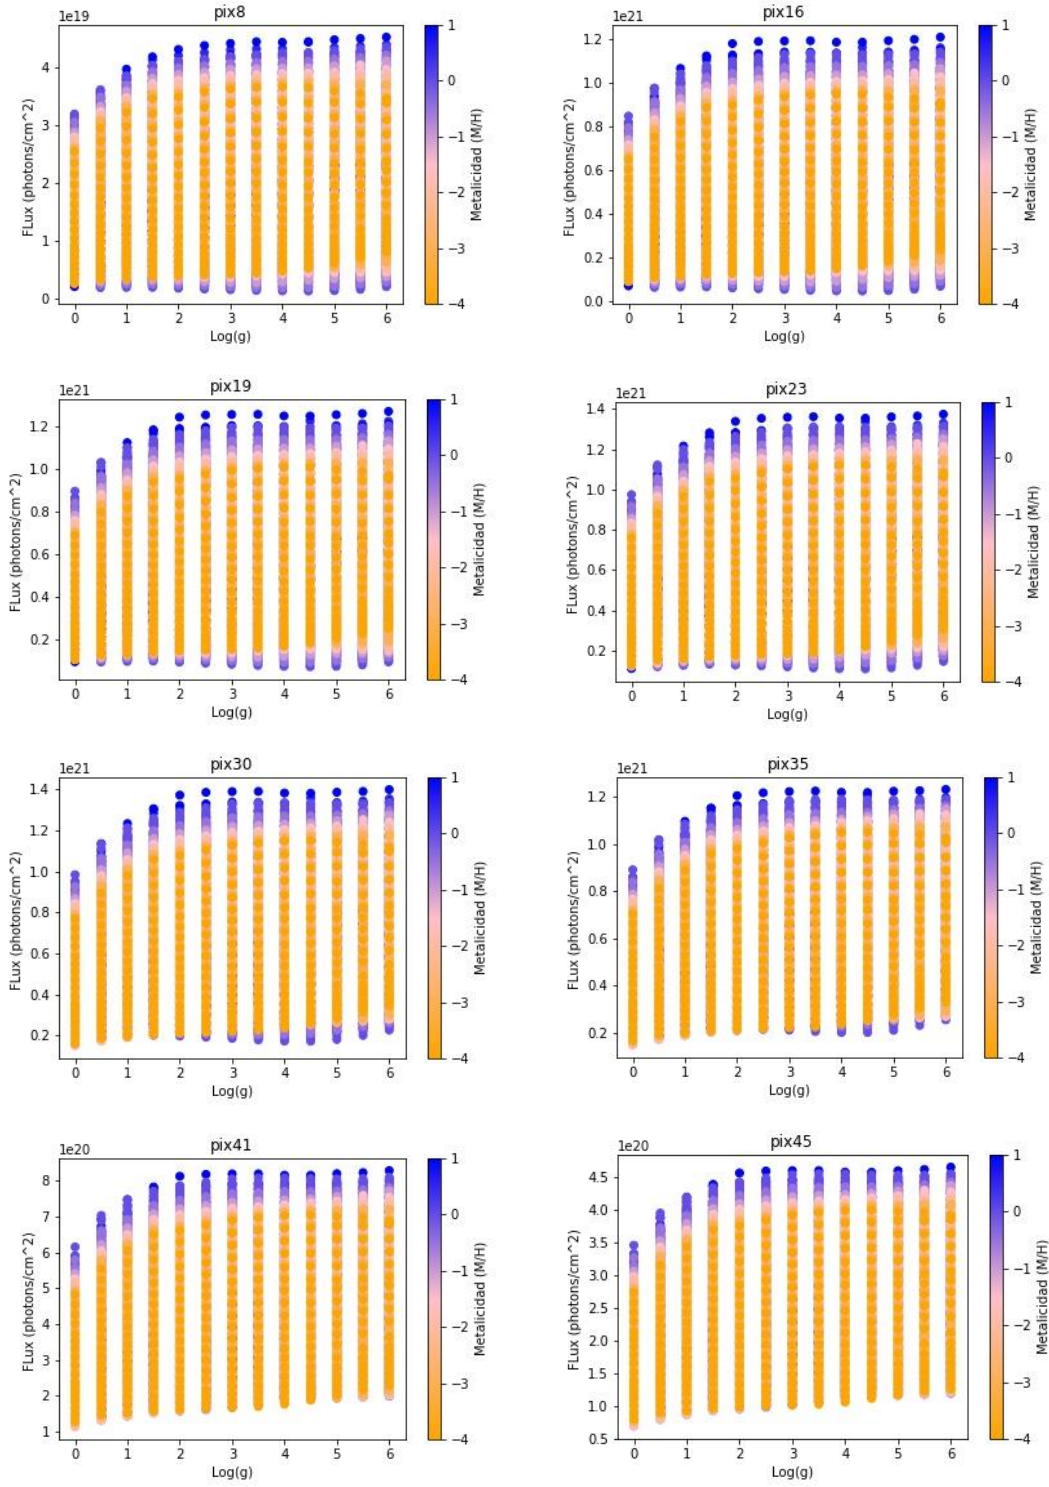 pix8
1e19
FLux (photons/cm^2)
4
3
2
1
0
0 1 2 3 4 5 6
Log(g)
1
0
−1
−2
−3
−4
Metalicidad (M/H)
pix16
1e21
FLux (photons/cm^2)
1.2
1.0
0.8
0.6
0.4
0.2
0.0
0 1 2 3 4 5 6
Log(g)
1
0
−1
−2
−3
−4
Metalicidad (M/H)
pix19
1e21
FLux (photons/cm^2)
1.2
1.0
0.8
0.6
0.4
0.2
0 1 2 3 4 5 6
Log(g)
1
0
−1
−2
−3
−4
Metalicidad (M/H)
pix23
1e21
FLux (photons/cm^2)
1.4
1.2
1.0
0.8
0.6
0.4
0.2
0 1 2 3 4 5 6
Log(g)
1
0
−1
−2
−3
−4
Metalicidad (M/H)
pix30
1e21
FLux (photons/cm^2)
1.4
1.2
1.0
0.8
0.6
0.4
0.2
0 1 2 3 4 5 6
Log(g)
1
0
−1
−2
−3
−4
Metalicidad (M/H)
pix35
1e21
FLux (photons/cm^2)
1.2
1.0
0.8
0.6
0.4
0.2
0 1 2 3 4 5 6
Log(g)
1
0
−1
−2
−3
−4
Metalicidad (M/H)
pix41
1e20
FLux (photons/cm^2)
8
7
6
5
4
3
2
1
0 1 2 3 4 5 6
Log(g)
1
0
−1
−2
−3
−4
Metalicidad (M/H)
pix45
1e20
FLux (photons/cm^2)
4.50
4.0
3.50
3.0
2.50
2.0
1.50
1.0
0.5
0 1 2 3 4 5 6
Log(g)
1
0
−1
−2
−3
−4
Metalicidad (M/H)